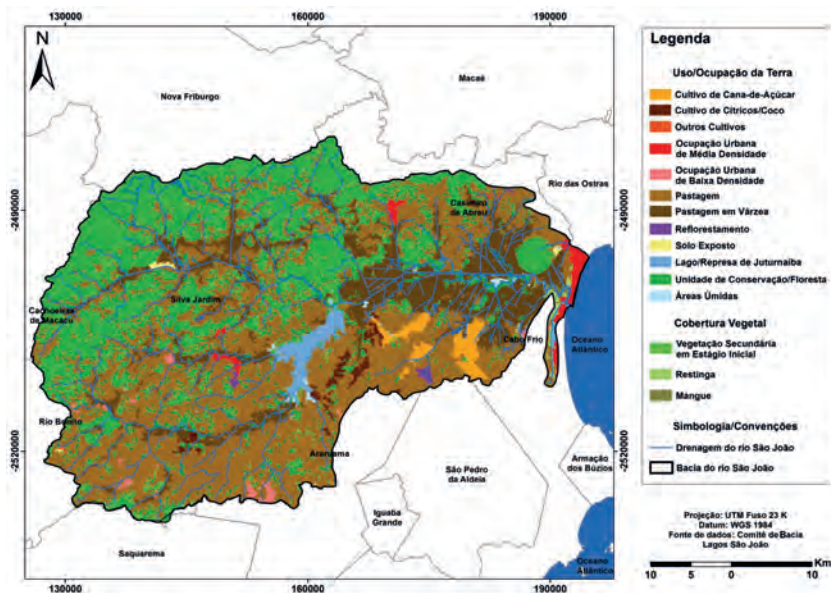 130000
160000
190000
N
Nova Friburgo
Macaé
Rio das Ostras
-2490000
-2490000
Casimiro
de Abreu
Silva Jardim
Cachoeiras
de Macacu
Cabo Frio
Oceano
Atlântico
Rio Bonito
Araruama
-2520000
-2520000
São Pedro
da Aldeia
Armação
dos Búzios
Iguaba
Grande
Saquarema
Oceano
Atlântico
130000
160000
190000
Legenda
Uso/Ocupação da Terra
Cultivo de Cana-de-Açúcar
Cultivo de Cítricos/Coco
Outros Cultivos
Ocupação Urbana
de Média Densidade
Ocupação Urbana
de Baixa Densidade
Pastagem
Pastagem em Várzea
Reflorestamento
Solo Exposto
Lago/Represa de Juturnaíba
Unidade de Conservação/Floresta
Áreas Úmidas
Cobertura Vegetal
Vegetação Secundária
em Estágio Inicial
Restinga
Mangue
Simbologia/Convenções
Drenagem do rio São João
Bacia do rio São João
Projeção: UTM Fuso 23 K
Datum: WGS 1984
Fonte de dados: Comitê de Bacia
Lagos São João
Km
10 5 0 10